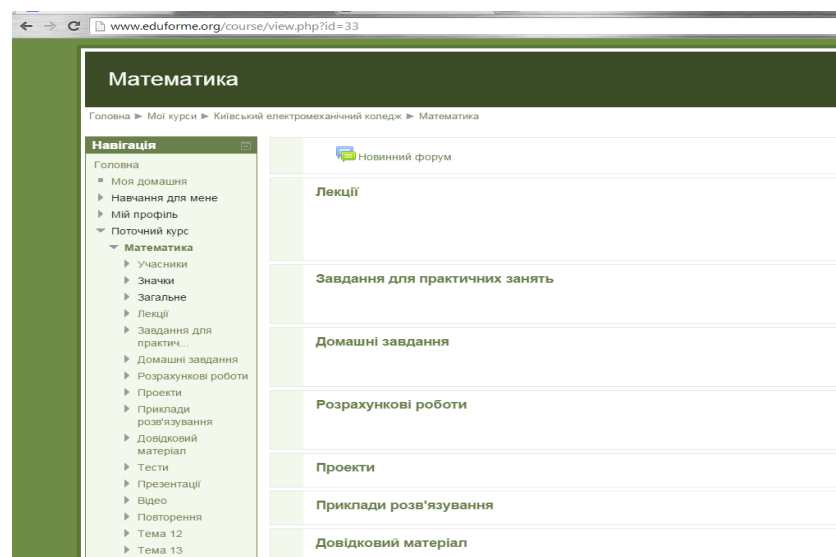 www.eduforme.org/course/view.php?id=33
Математика
Головна ► Мої курси ► Київський електромеханічний коледж ► Математика
Навігація
Головна
Моя домашня
Навчання для мене
Мій профіль
Поточний курс
Математика
Учасники
Значки
Загальне
Лекції
Завдання для
практич...
Домашні завдання
Розрахункові роботи
Проекти
Приклади
розв'язування
Довідковий
матеріал
Тести
Презентації
Відео
Повторення
Тема 12
Тема 13
Новинний форум
Лекції
Завдання для практичних занять
Домашні завдання
Розрахункові роботи
Проекти
Приклади розв'язування
Довідковий матеріал